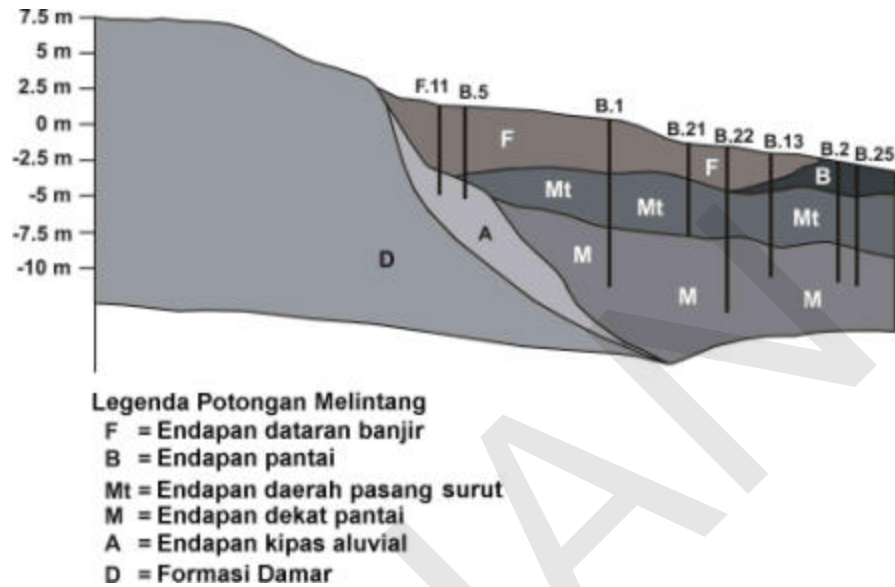 7.5 m
5 m
2.5 m
0 m
-2.5 m
-5 m
-7.5 m
-10 m
F.11 B.5
B.1
B.21 B.22 B.13 B.2 B.25
F
F
B
Mt
Mt
Mt
A
M
D
M
M
Legenda Potongan Melintang
F = Endapan dataran banjir
B = Endapan pantai
Mt = Endapan daerah pasang surut
M = Endapan dekat pantai
A = Endapan kipas aluvial
D = Formasi Damar